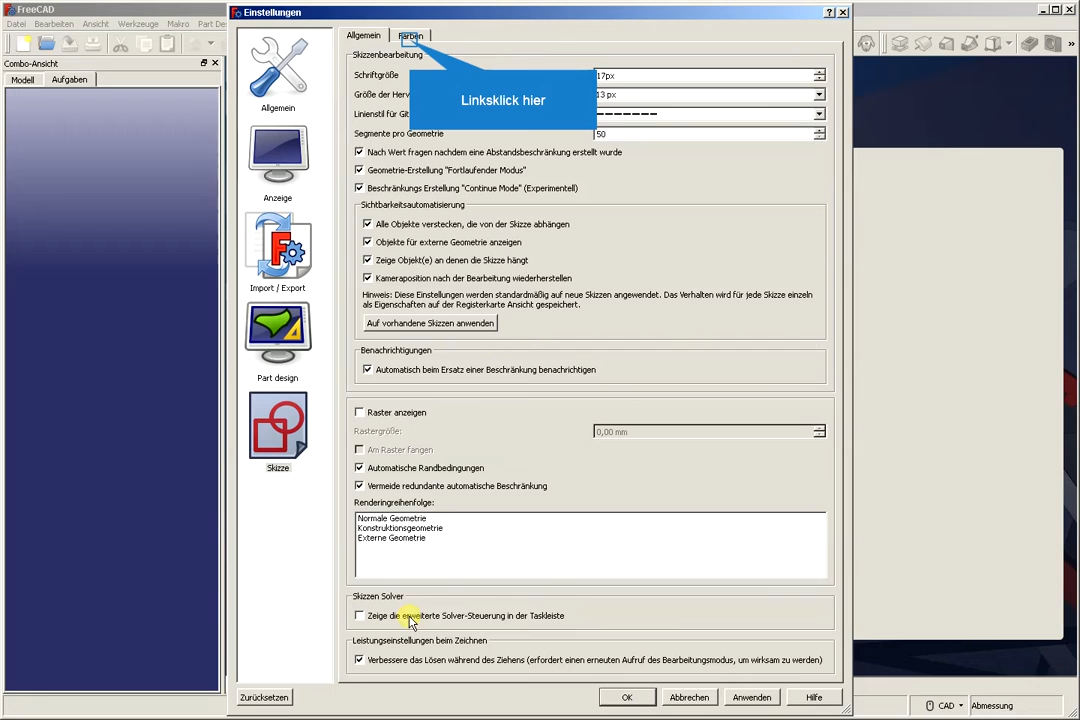 FreeCAD
Datei Bearbeiten Ansicht Werkzeuge Makro Part De
Combo-Ansicht
Modell Aufgaben
Einstellungen
Allgemein
Anzeige
Import / Export
Part design
Skizze
Allgemein Farben
Linksklick hier
Skizzenbearbeitung
Schriftgröße 17px
Größe der Herv 13 px
Linienstil für Git
Segmente pro Geometrie 50
Nach Wert fragen nachdem eine Abstandsbeschränkung erstellt wurde
Geometrie-Erstellung "Fortlaufender Modus"
Beschränkungs Erstellung "Continue Mode" (Experimentell)
Sichtbarkeitsautomatisierung
Alle Objekte verstecken, die von der Skizze abhängen
Objekte für externe Geometrie anzeigen
Zeige Objekt(e) an denen die Skizze hängt
Kameraposition nach der Bearbeitung wiederherstellen
Hinweis: Diese Einstellungen werden standardmäßig auf neue Skizzen angewendet. Das Verhalten wird für jede Skizze einzeln
als Eigenschaften auf der Registerkarte Ansicht gespeichert.
Auf vorhandene Skizzen anwenden
Benachrichtigungen
Automatisch beim Ersatz einer Beschränkung benachrichtigen
Raster anzeigen
Rastergröße: 0,00 mm
Am Raster fangen
Automatische Randbedingungen
Vermeide redundante automatische Beschränkung
Renderingreihenfolge:
Normale Geometrie
Konstruktionsgeometrie
Externe Geometrie
Skizzen Solver
Zeige die erweiterte Solver-Steuerung in der Taskleiste
Leistungseinstellungen beim Zeichnen
Verbessere das Lösen während des Ziehens (erfordert einen erneuten Aufruf des Bearbeitungsmodus, um wirksam zu werden)
Zurücksetzen OK Abbrechen Anwenden Hilfe
CAD Abmessung